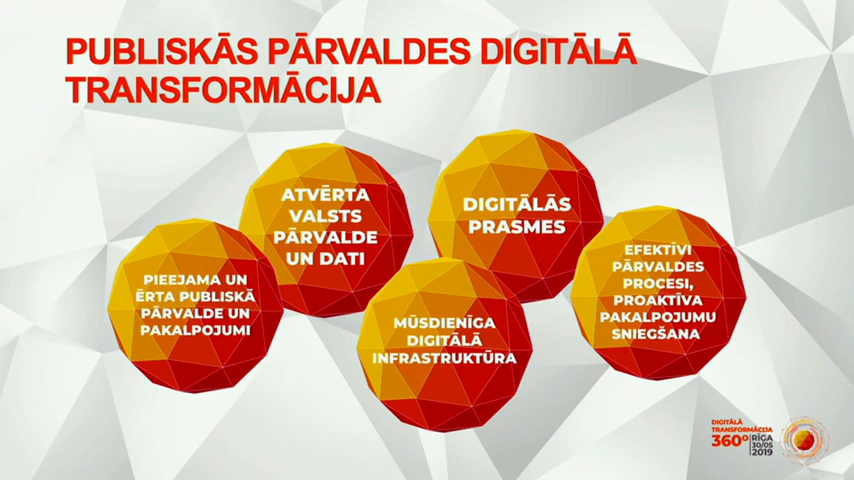 PUBLISKĀS PĀRVALDES DIGITĀLĀ
TRANSFORMĀCIJA
PIEEJAMA UN
ĒRTA PUBLISKĀ
PĀRVALDE UN
PAKALPOJUMI
ATVĒRTA
VALSTS
PĀRVALDE
UN DATI
MŪSDIENĪGA
DIGITĀLĀ
INFRASTRUKTŪRA
DIGITĀLĀS
PRASMES
EFEKTĪVI
PĀRVALDES
PROCESI,
PROAKTĪVA
PAKALPOJUMU
SNIEGŠANA
DIGITĀLĀ
TRANSFORMĀCIJA
360°
RĪGA
30/05
2019